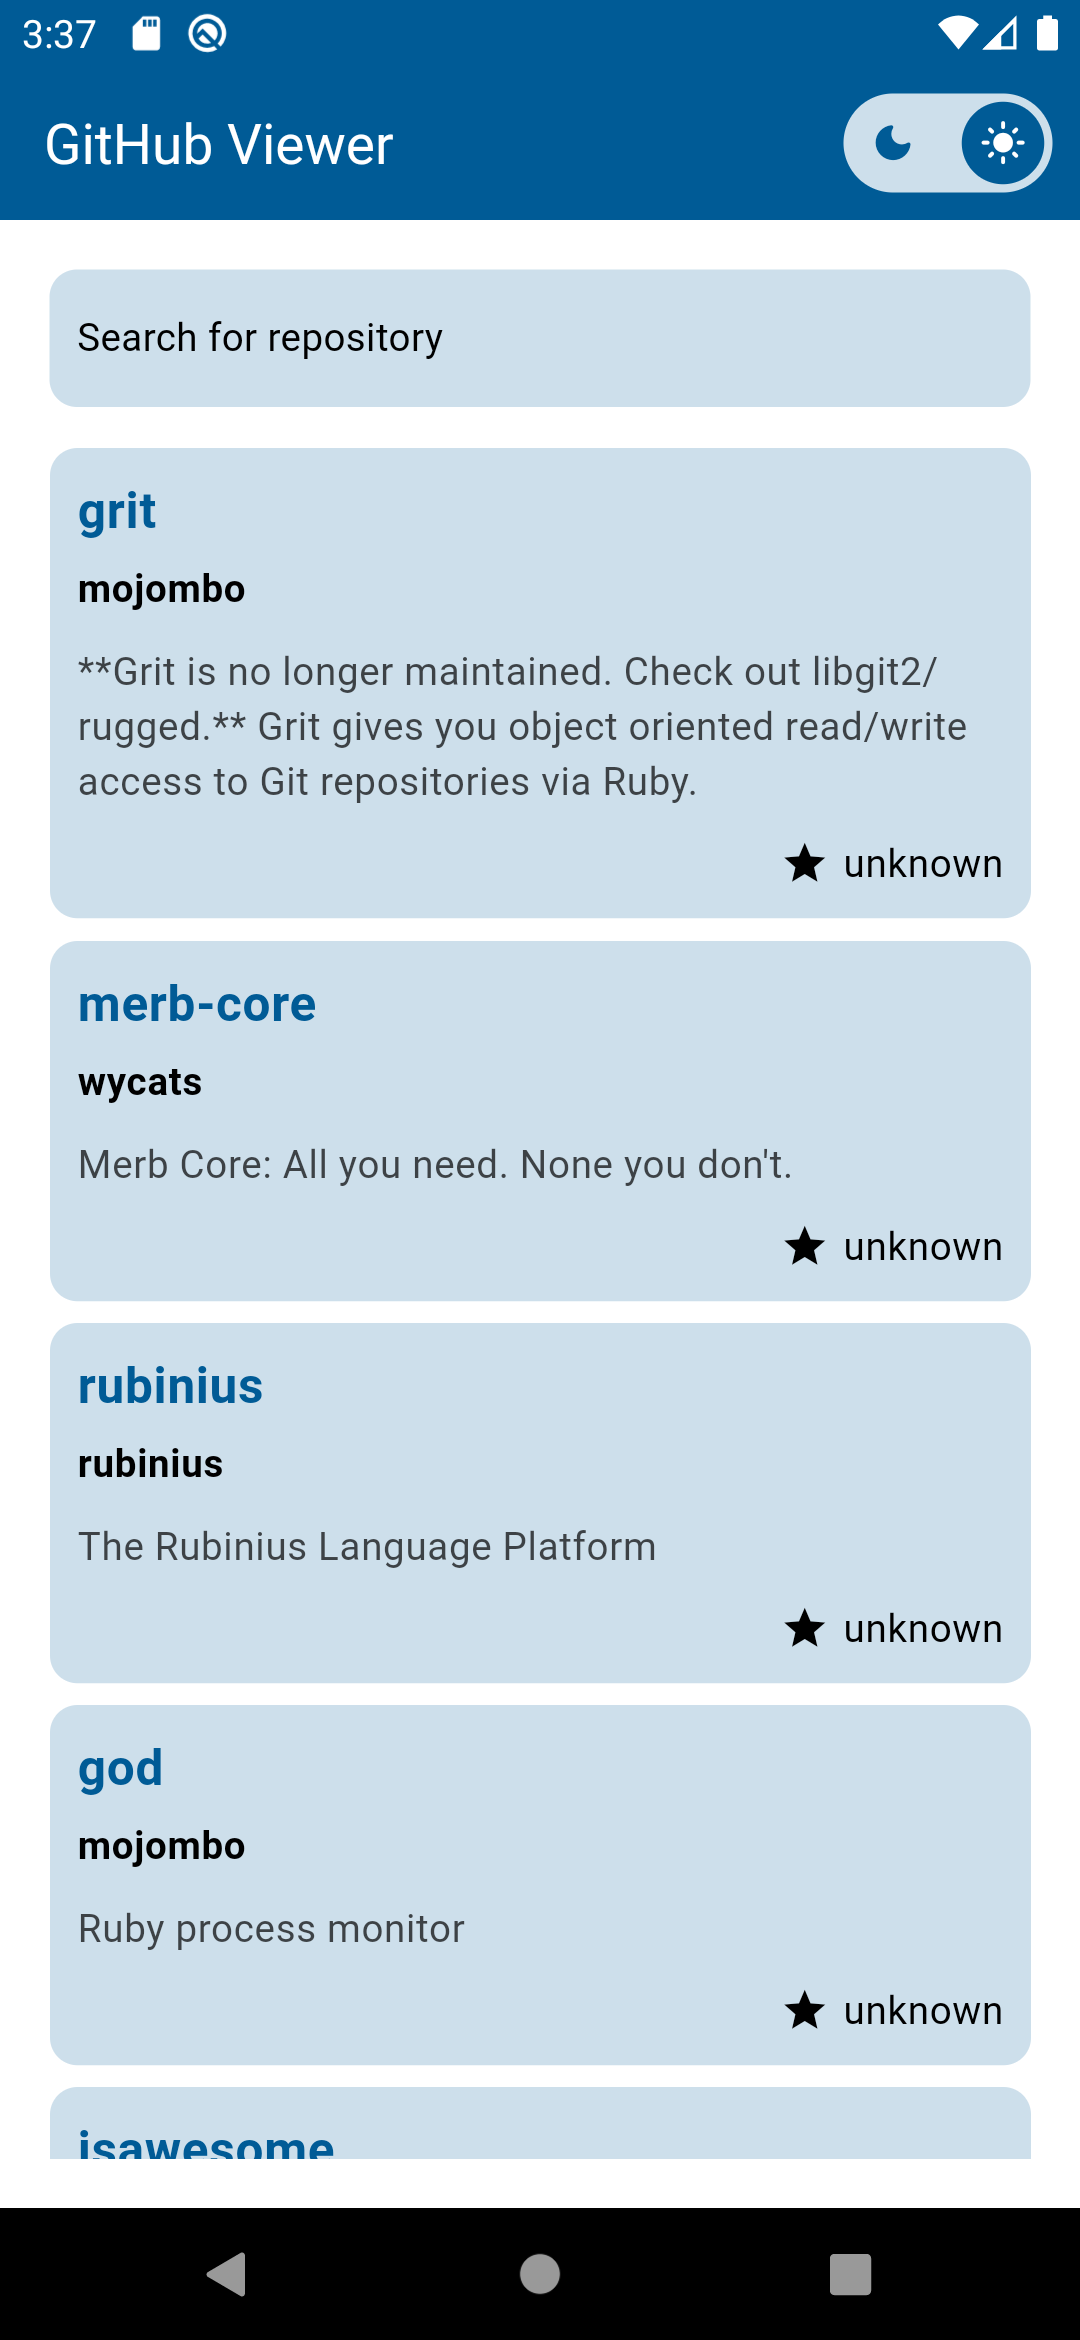 3:37
GitHub Viewer
Search for repository
grit
mojombo
**Grit is no longer maintained. Check out libgit2/
rugged.** Grit gives you object oriented read/write
access to Git repositories via Ruby.
unknown
merb-core
wycats
Merb Core: All you need. None you don't.
unknown
rubinius
rubinius
The Rubinius Language Platform
unknown
god
mojombo
Ruby process monitor
unknown
isawesome